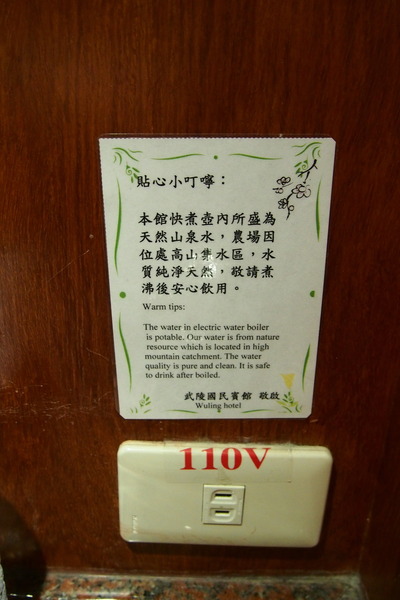 貼心小叮嚀：
本館快煮壺內所盛為
天然山泉水，農場因
位處高山集水區，水
質純淨天然，敬請煮
沸後安心飲用。
Warm tips:
The water in electric water boiler
is potable. Our water is from nature
resource which is located in high
mountain catchment. The water
quality is pure and clean. It is safe
to drink after boiled.
武陵國民賓館 敬啟
Wuling hotel
110V